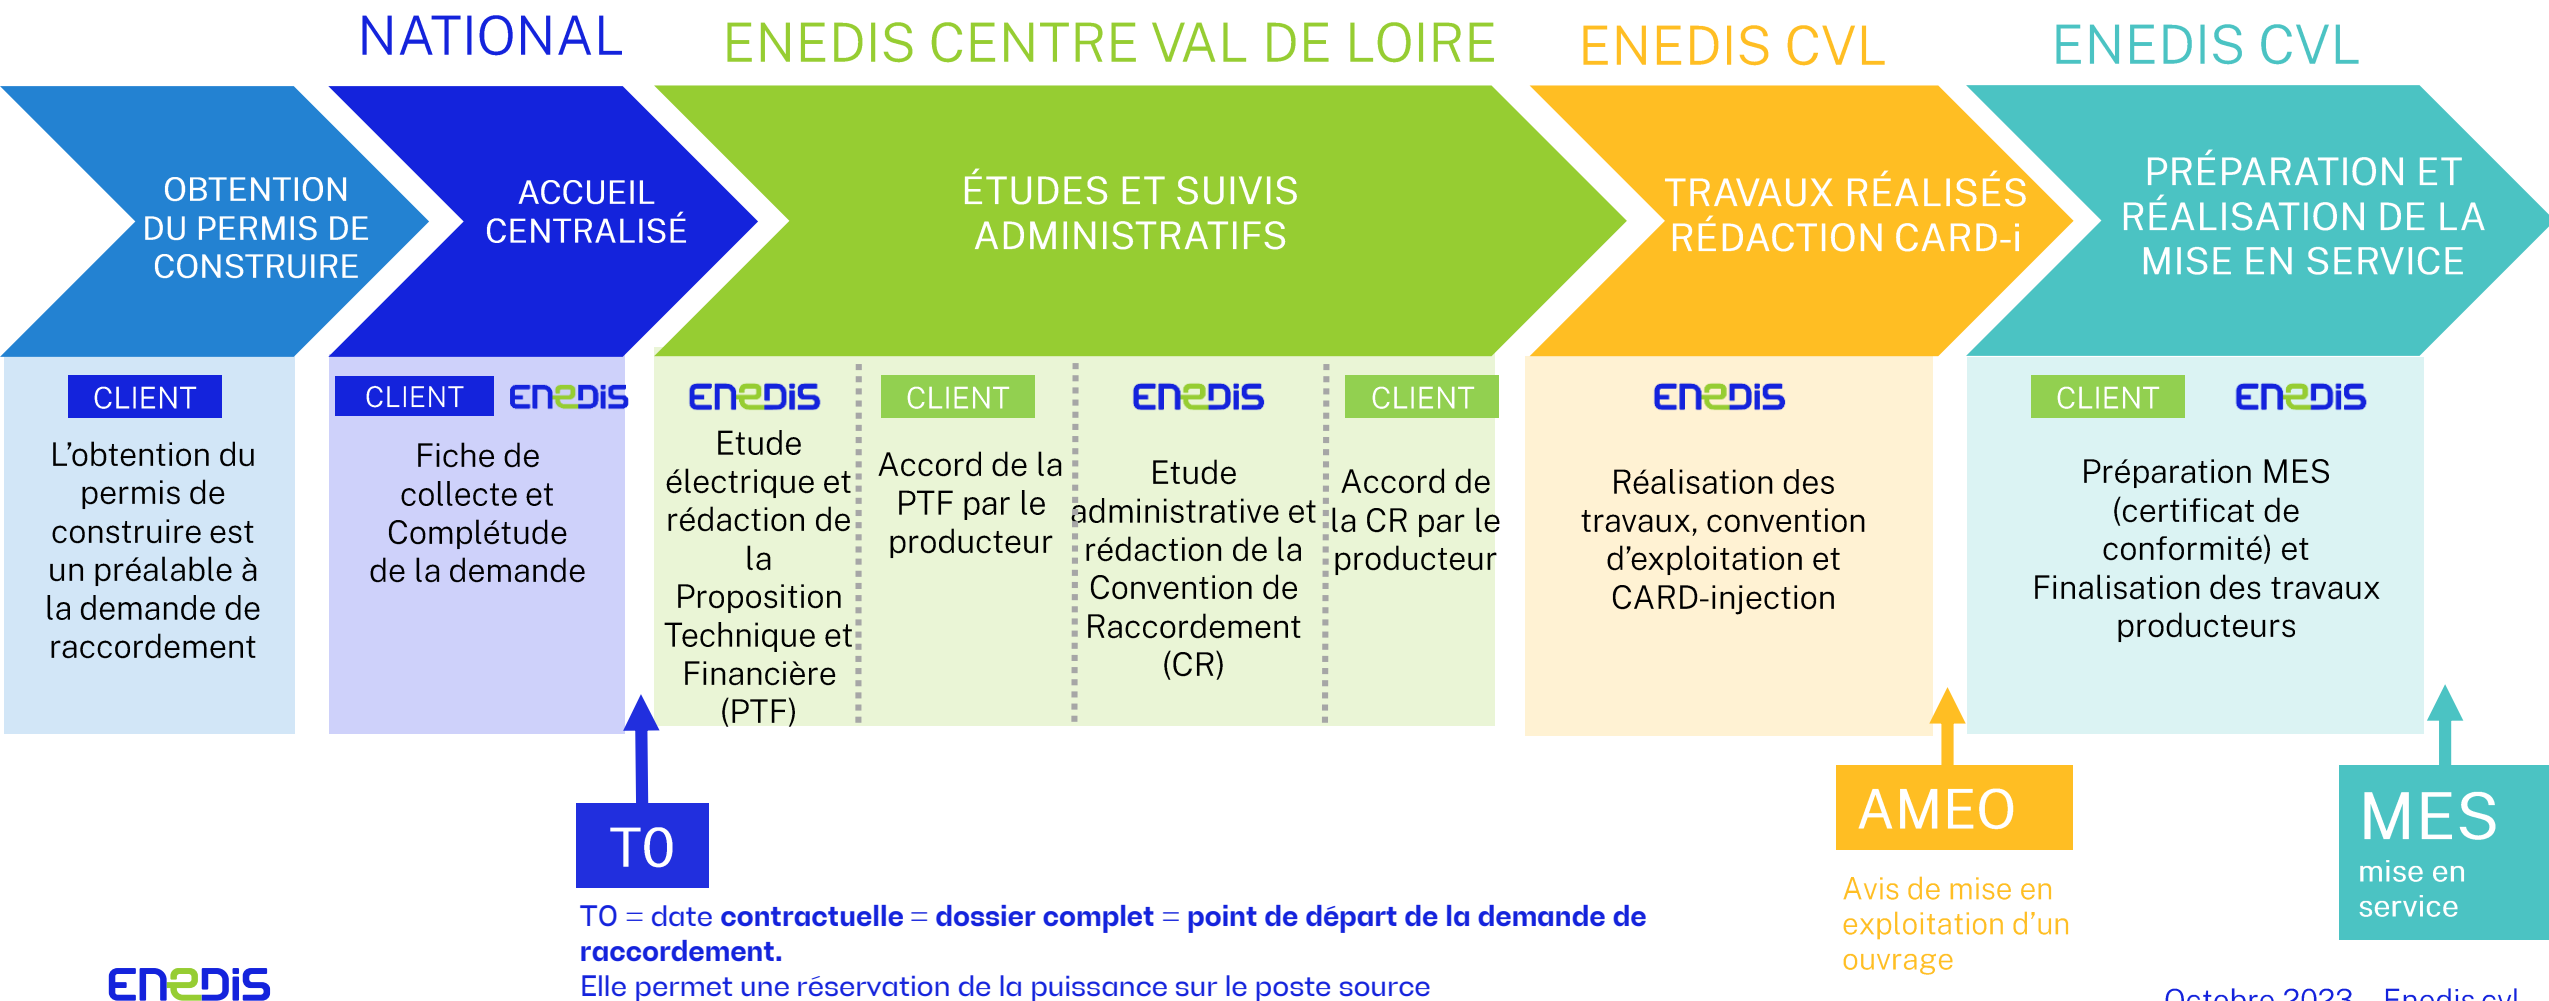 NATIONAL
ENEDIS CENTRE VAL DE LOIRE
ENEDIS CVL
ENEDIS CVL
OBTENTION
DU PERMIS DE
CONSTRUIRE
ACCUEIL
CENTRALISÉ
ÉTUDES ET SUIVIS
ADMINISTRATIFS
TRAVAUX RÉALISÉS
RÉDACTION CARD-i
PRÉPARATION ET
RÉALISATION DE LA
MISE EN SERVICE
CLIENT
L’obtention du
permis de
construire est
un préalable à
la demande de
raccordement
CLIENT
ENEDIS
Fiche de
collecte et
Complétude
de la demande
ENEDIS
Etude
électrique et
rédaction de
la
Proposition
Technique et
Financière
(PTF)
CLIENT
Accord de la
PTF par le
producteur
ENEDIS
Etude
administrative et
rédaction de la
Convention de
Raccordement
(CR)
CLIENT
Accord de
la CR par le
producteur
ENEDIS
Réalisation des
travaux, convention
d’exploitation et
CARD-injection
CLIENT
ENEDIS
Préparation MES
(certificat de
conformité) et
Finalisation des travaux
producteurs
T0
T0 = date contractuelle = dossier complet = point de départ de la demande de
raccordement.
Elle permet une réservation de la puissance sur le poste source
AMEO
Avis de mise en
exploitation d’un
ouvrage
MES
mise en
service
ENEDIS
Octobre 2023 – Enedis cvl